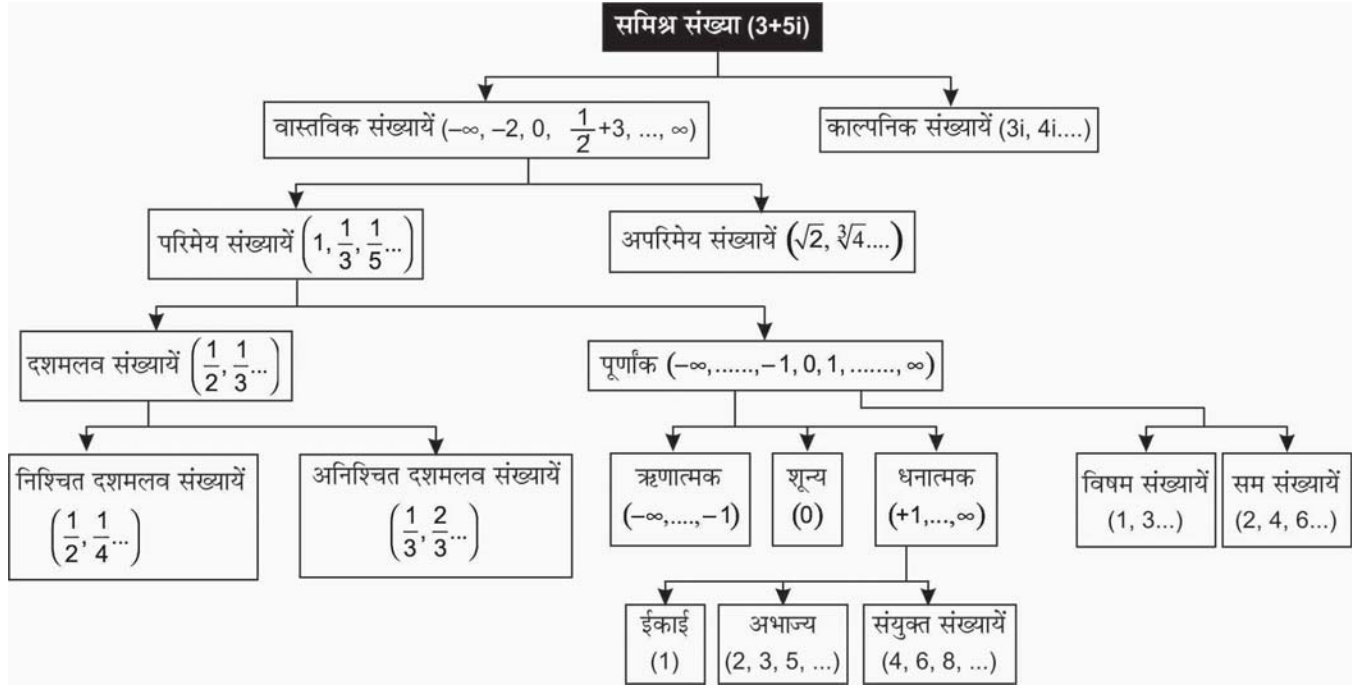 समिश्र संख्या (3+5i)
वास्तविक संख्यायें (–∞, –2, 0, 1/2+3, ..., ∞)
काल्पनिक संख्यायें (3i, 4i....)
परिमेय संख्यायें (1, 1/3, 1/5...)
अपरिमेय संख्यायें (√2, ∛4....)
दशमलव संख्यायें (1/2, 1/3...)
पूर्णांक (–∞,......,–1, 0, 1,.......,∞)
निश्चित दशमलव संख्यायें
(1/2, 1/4...)
अनिश्चित दशमलव संख्यायें
(1/3, 2/3...)
ऋणात्मक
(–∞,....,–1)
शून्य
(0)
धनात्मक
(+1,...,∞)
विषम संख्यायें
(1, 3...)
सम संख्यायें
(2, 4, 6...)
ईकाई
(1)
अभाज्य
(2, 3, 5, ...)
संयुक्त संख्यायें
(4, 6, 8, ...)